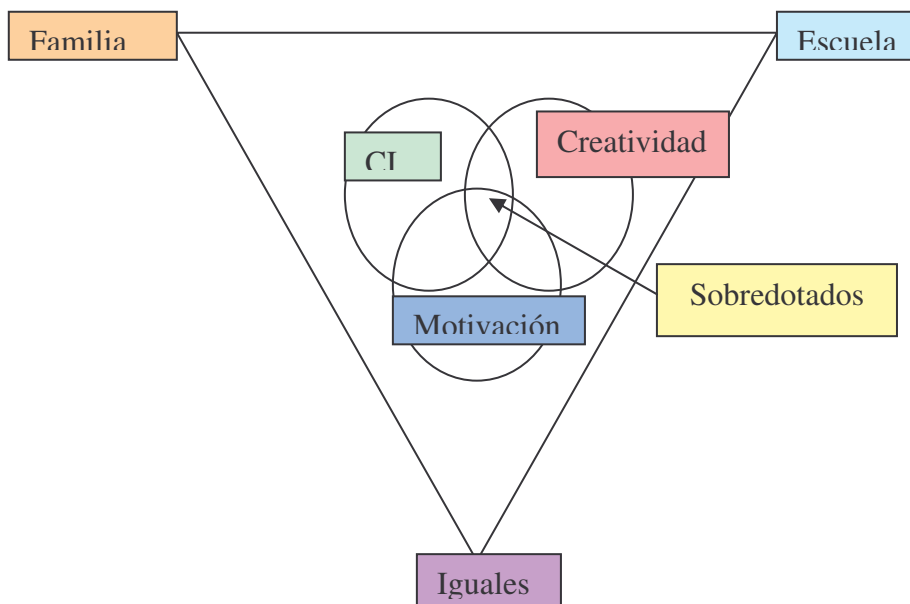 Familia
Escuela
Creatividad
CI
Sobredotados
Motivación
Iguales